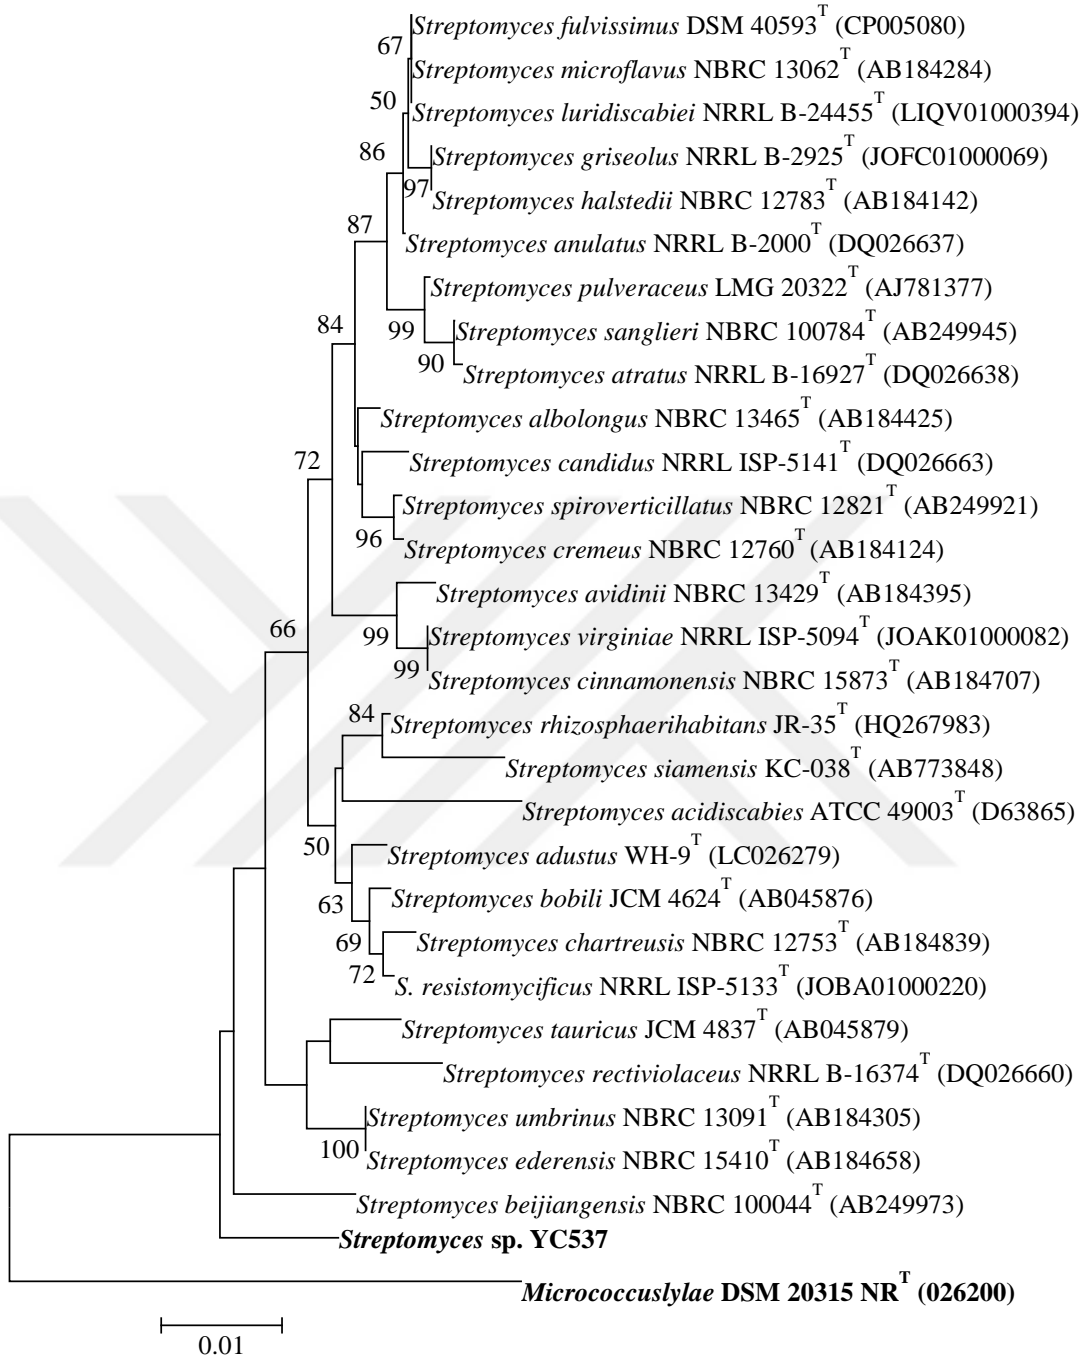 Streptomyces fulvissimus DSM 40593T (CP005080)
67
Streptomyces microflavus NBRC 13062T (AB184284)
50
Streptomyces luridiscabiei NRRL B-24455T (LIQV01000394)
86
Streptomyces griseolus NRRL B-2925T (JOFC01000069)
97
Streptomyces halstedii NBRC 12783T (AB184142)
87
Streptomyces anulatus NRRL B-2000T (DQ026637)
Streptomyces pulveraceus LMG 20322T (AJ781377)
84
99
Streptomyces sanglieri NBRC 100784T (AB249945)
90
Streptomyces atratus NRRL B-16927T (DQ026638)
Streptomyces albolongus NBRC 13465T (AB184425)
72
Streptomyces candidus NRRL ISP-5141T (DQ026663)
Streptomyces spiroverticillatus NBRC 12821T (AB249921)
96
Streptomyces cremeus NBRC 12760T (AB184124)
Streptomyces avidinii NBRC 13429T (AB184395)
66
99
Streptomyces virginiae NRRL ISP-5094T (JOAK01000082)
99
Streptomyces cinnamonensis NBRC 15873T (AB184707)
84
Streptomyces rhizosphaerihabitans JR-35T (HQ267983)
Streptomyces siamensis KC-038T (AB773848)
Streptomyces acidiscabies ATCC 49003T (D63865)
50
Streptomyces adustus WH-9T (LC026279)
63
Streptomyces bobili JCM 4624T (AB045876)
69
Streptomyces chartreusis NBRC 12753T (AB184839)
72
S. resistomycificus NRRL ISP-5133T (JOBA01000220)
Streptomyces tauricus JCM 4837T (AB045879)
Streptomyces rectiviolaceus NRRL B-16374T (DQ026660)
Streptomyces umbrinus NBRC 13091T (AB184305)
100
Streptomyces ederensis NBRC 15410T (AB184658)
Streptomyces beijiangensis NBRC 100044T (AB249973)
Streptomyces sp. YC537
Micrococcuslylae DSM 20315 NRT (026200)
0.01